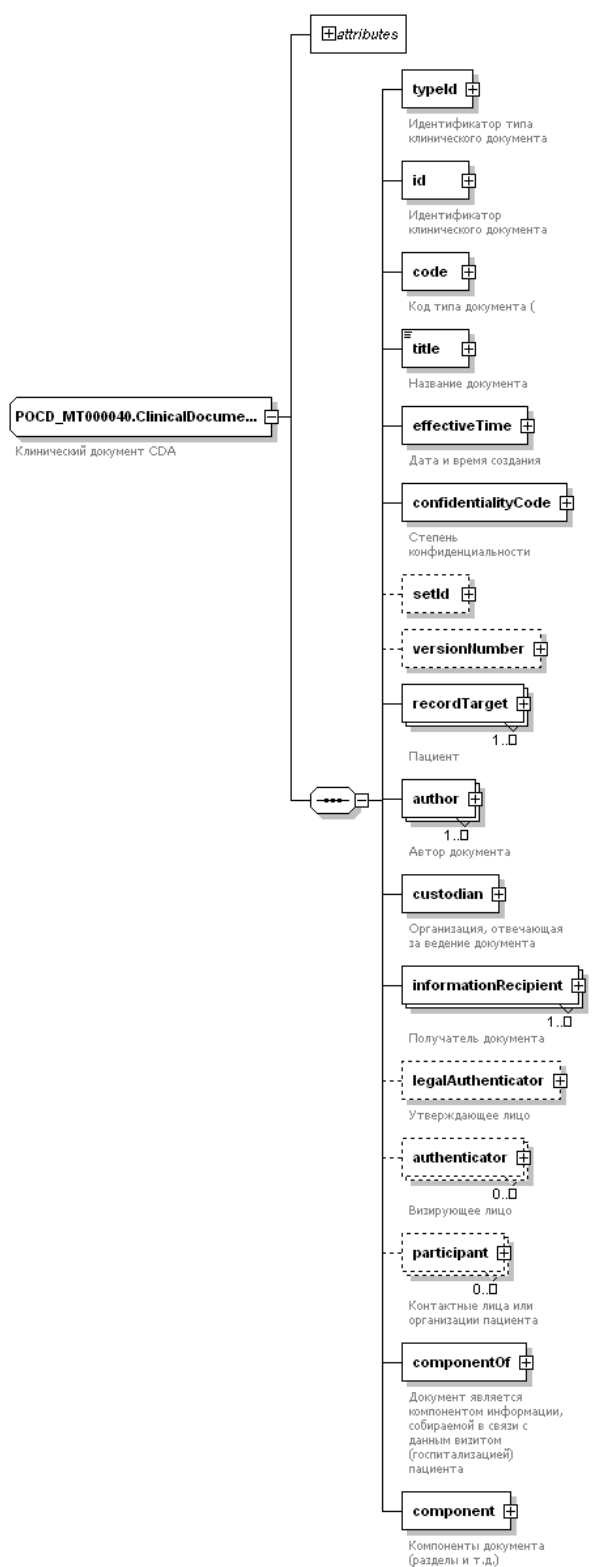 attributes
typeId
Идентификатор типа
клинического документа
id
Идентификатор
клинического документа
code
Код типа документа (
title
Название документа
POCD_MT000040.ClinicalDocume...
Клинический документ CDA
effectiveTime
Дата и время создания
confidentialityCode
Степень
конфиденциальности
setId
versionNumber
recordTarget
1..
Пациент
author
1..
Автор документа
custodian
Организация, отвечающая
за ведение документа
informationRecipient
1..
Получатель документа
legalAuthenticator
Утверждающее лицо
authenticator
0..
Визирующее лицо
participant
0..
Контактные лица или
организации пациента
componentOf
Документ является
компонентом информации,
собираемой в связи с
данным визитом
(госпитализацией)
пациента
component
Компоненты документа
(разделы и т.д.)